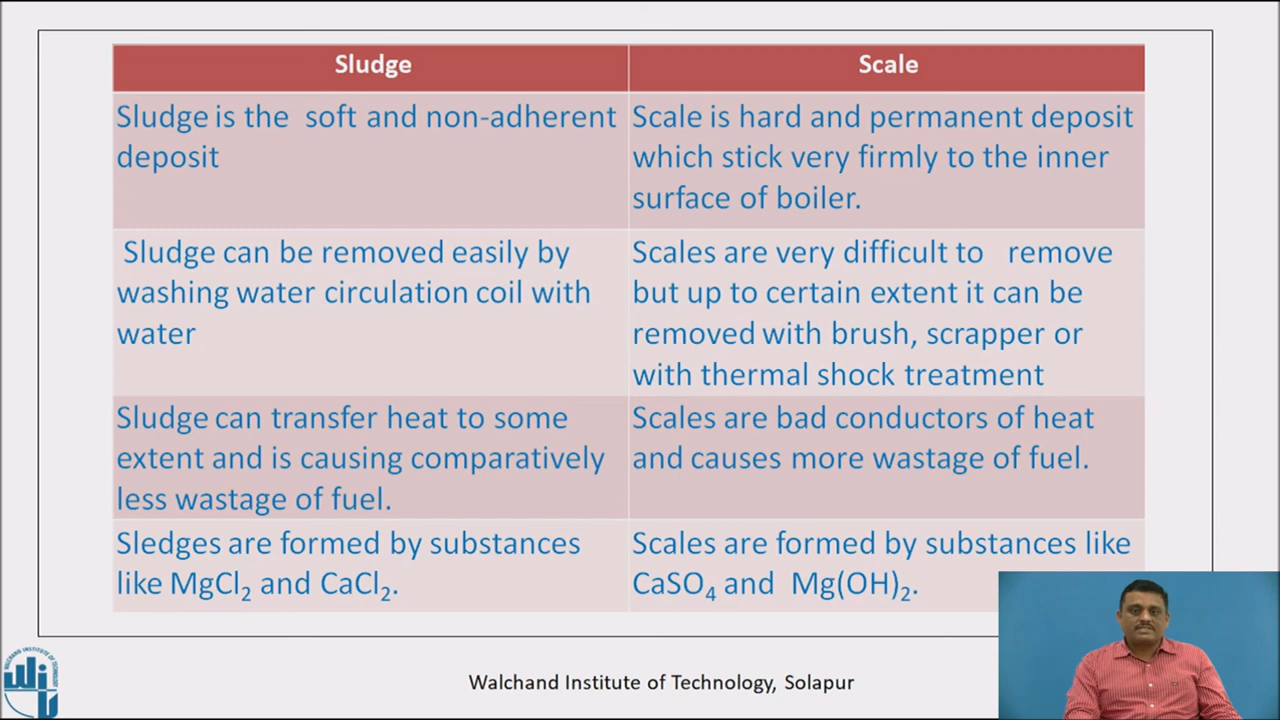 Sludge
Scale
Sludge is the soft and non-adherent
deposit
Scale is hard and permanent deposit
which stick very firmly to the inner
surface of boiler.
Sludge can be removed easily by
washing water circulation coil with
water
Scales are very difficult to remove
but up to certain extent it can be
removed with brush, scrapper or
with thermal shock treatment
Sludge can transfer heat to some
extent and is causing comparatively
less wastage of fuel.
Scales are bad conductors of heat
and causes more wastage of fuel.
Sledges are formed by substances
like MgCl₂ and CaCl₂.
Scales are formed by substances like
CaSO₄ and Mg(OH)₂.
WALCHAND INSTITUTE OF TECHNOLOGY
Walchand Institute of Technology, Solapur